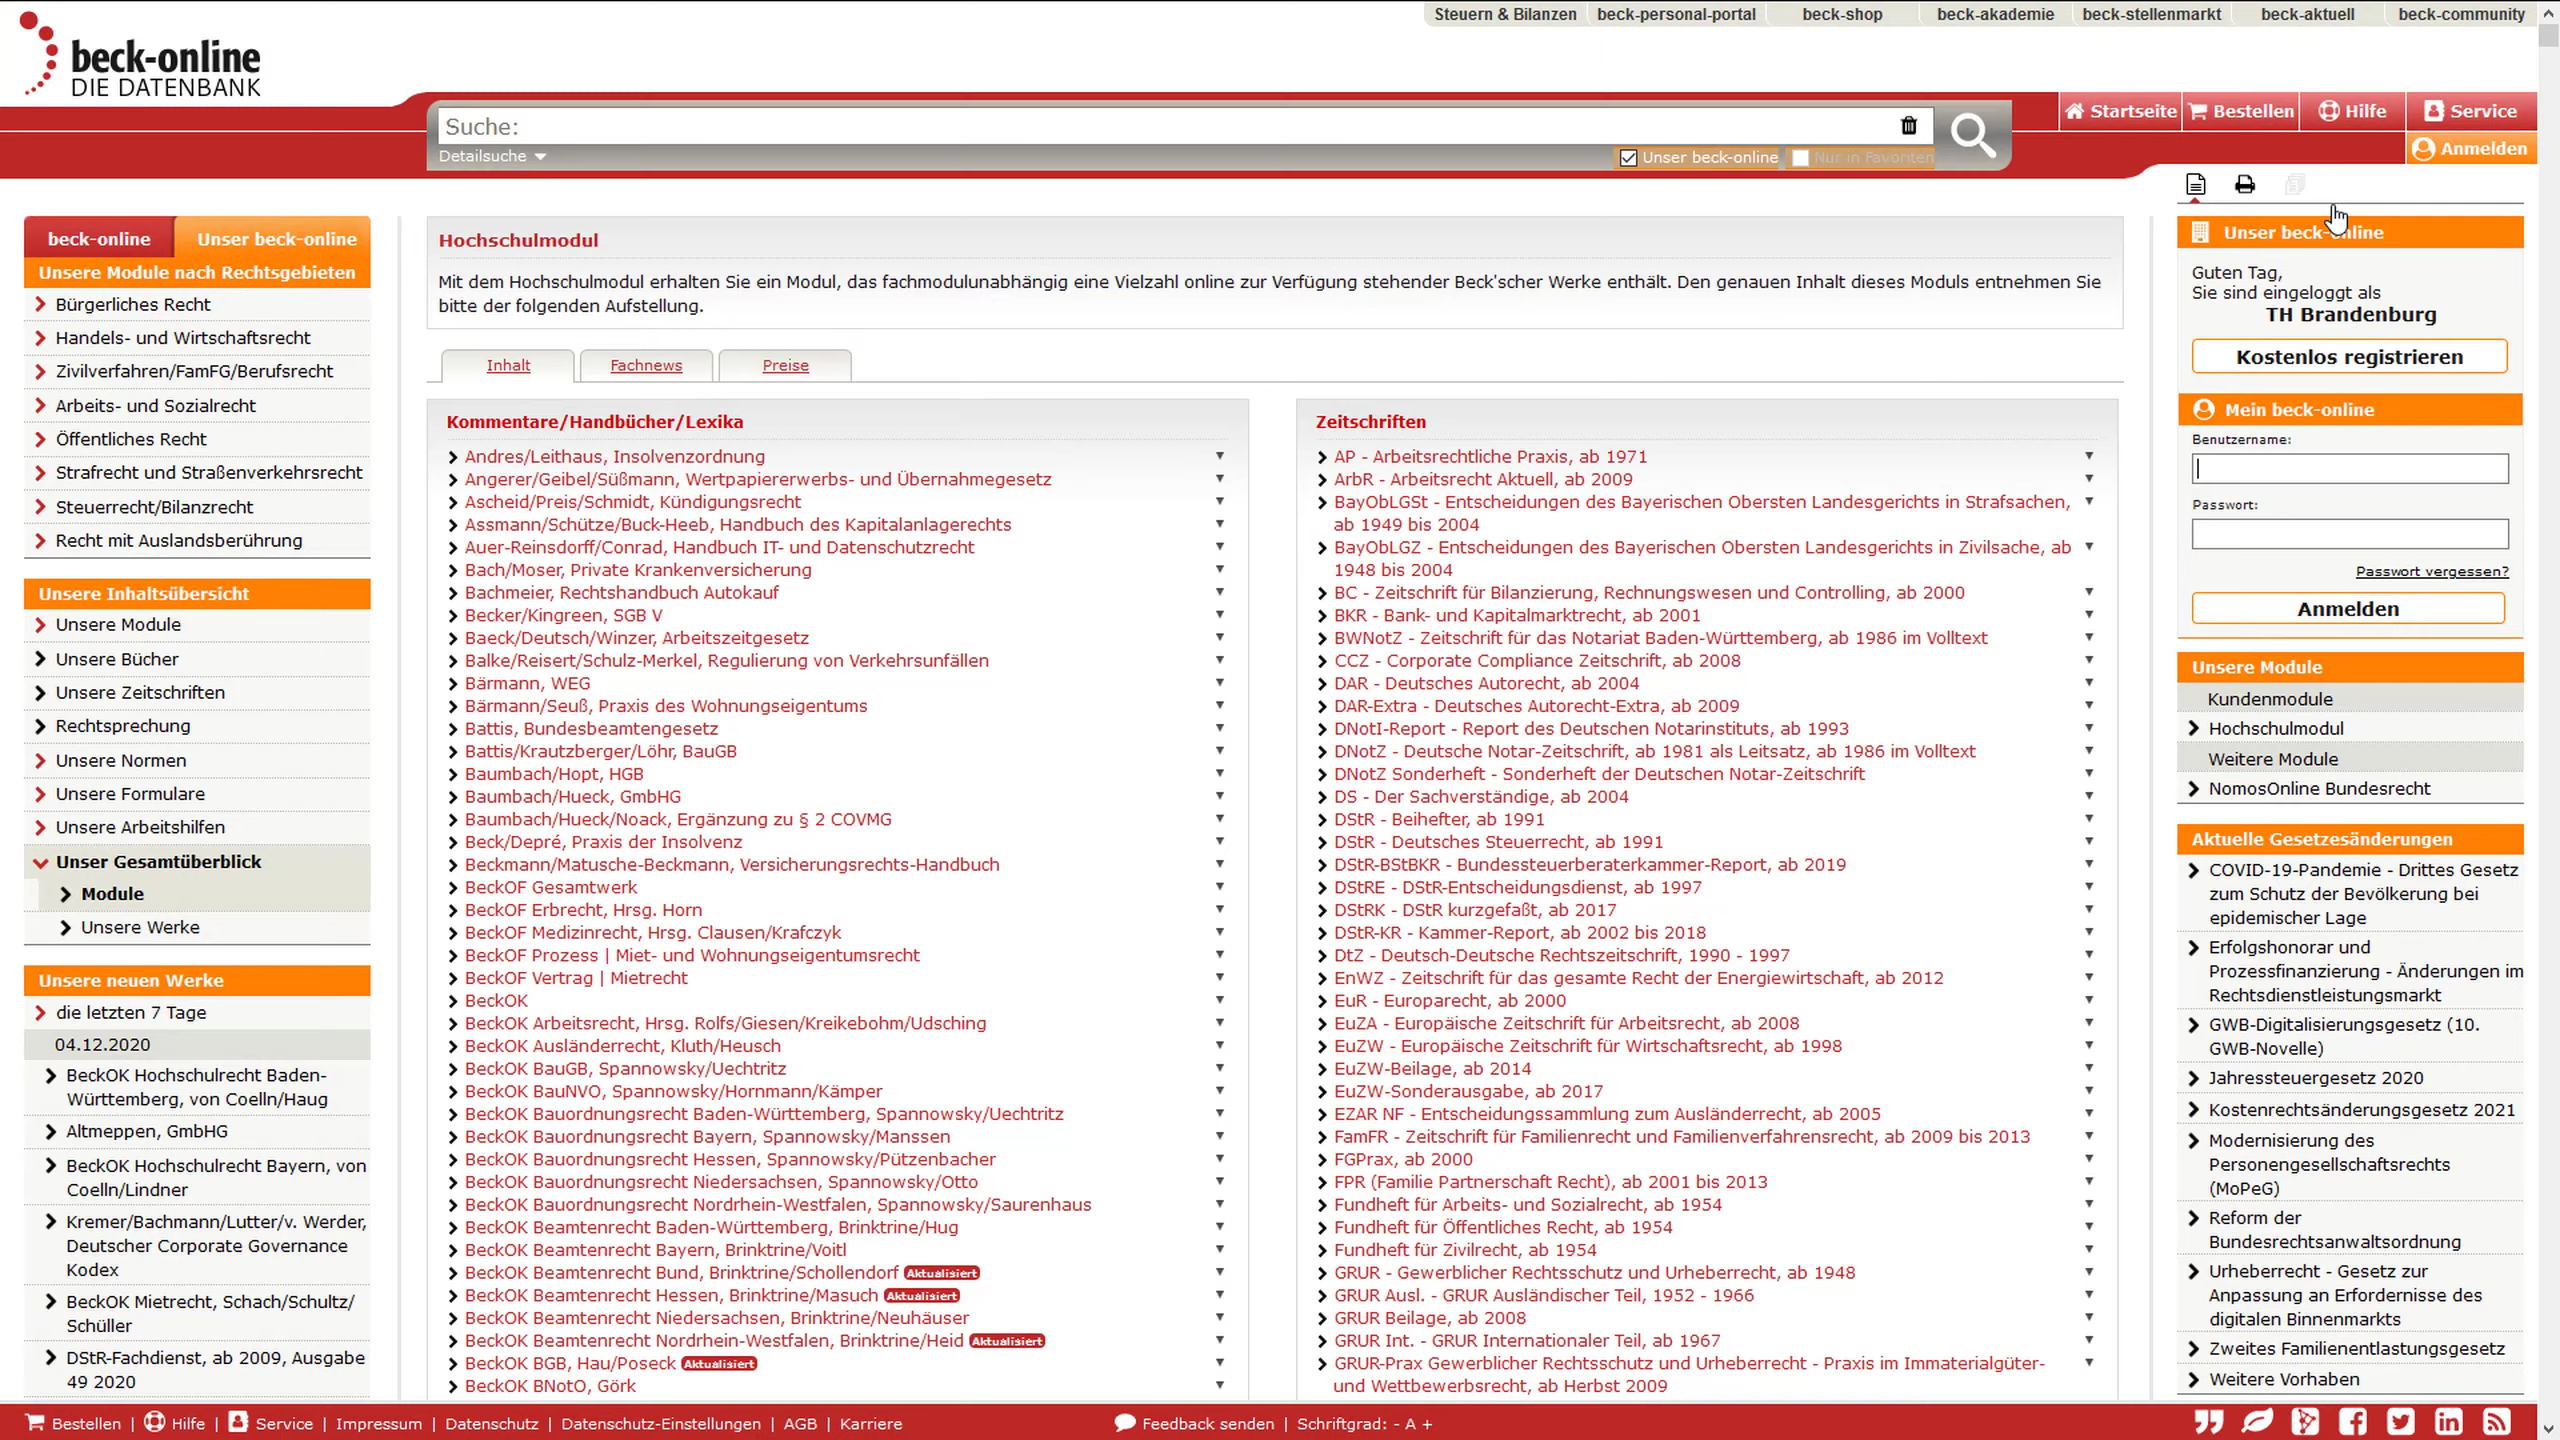 Steuern & Bilanzen
beck-personal-portal
beck-shop
beck-akademie
beck-stellenmarkt
beck-aktuell
beck-community
beck-online
DIE DATENBANK
Suche:
Detailsuche
Unser beck-online
Nur in Favoriten
Startseite
Bestellen
Hilfe
Service
Anmelden
beck-online
Unser beck-online
Unsere Module nach Rechtsgebieten
Bürgerliches Recht
Handels- und Wirtschaftsrecht
Zivilverfahren/FamFG/Berufsrecht
Arbeits- und Sozialrecht
Öffentliches Recht
Strafrecht und Straßenverkehrsrecht
Steuerrecht/Bilanzrecht
Recht mit Auslandsberührung
Unsere Inhaltsübersicht
Unsere Module
Unsere Bücher
Unsere Zeitschriften
Rechtsprechung
Unsere Normen
Unsere Formulare
Unsere Arbeitshilfen
Unser Gesamtüberblick
Module
Unsere Werke
Unsere neuen Werke
die letzten 7 Tage
04.12.2020
BeckOK Hochschulrecht Baden-
Württemberg, von Coelln/Haug
Altmeppen, GmbHG
BeckOK Hochschulrecht Bayern, von
Coelln/Lindner
Kremer/Bachmann/Lutter/v. Werder,
Deutscher Corporate Governance
Kodex
BeckOK Mietrecht, Schach/Schultz/
Schüller
DStR-Fachdienst, ab 2009, Ausgabe
49 2020
Hochschulmodul
Mit dem Hochschulmodul erhalten Sie ein Modul, das fachmodulunabhängig eine Vielzahl online zur Verfügung stehender Beck'scher Werke enthält. Den genauen Inhalt dieses Moduls entnehmen Sie
bitte der folgenden Aufstellung.
Inhalt
Fachnews
Preise
Kommentare/Handbücher/Lexika
Andres/Leithaus, Insolvenzordnung
Angerer/Geibel/Süßmann, Wertpapiererwerbs- und Übernahmegesetz
Ascheid/Preis/Schmidt, Kündigungsrecht
Assmann/Schütze/Buck-Heeb, Handbuch des Kapitalanlagerechts
Auer-Reinsdorff/Conrad, Handbuch IT- und Datenschutzrecht
Bach/Moser, Private Krankenversicherung
Bachmeier, Rechtshandbuch Autokauf
Becker/Kingreen, SGB V
Baeck/Deutsch/Winzer, Arbeitszeitgesetz
Balke/Reisert/Schulz-Merkel, Regulierung von Verkehrsunfällen
Bärmann, WEG
Bärmann/Seuß, Praxis des Wohnungseigentums
Battis, Bundesbeamtengesetz
Battis/Krautzberger/Löhr, BauGB
Baumbach/Hopt, HGB
Baumbach/Hueck, GmbHG
Baumbach/Hueck/Noack, Ergänzung zu § 2 COVMG
Beck/Depré, Praxis der Insolvenz
Beckmann/Matusche-Beckmann, Versicherungsrechts-Handbuch
BeckOF Gesamtwerk
BeckOF Erbrecht, Hrsg. Horn
BeckOF Medizinrecht, Hrsg. Clausen/Krafczyk
BeckOF Prozess | Miet- und Wohnungseigentumsrecht
BeckOF Vertrag | Mietrecht
BeckOK
BeckOK Arbeitsrecht, Hrsg. Rolfs/Giesen/Kreikebohm/Udsching
BeckOK Ausländerrecht, Kluth/Heusch
BeckOK BauGB, Spannowsky/Uechtritz
BeckOK BauNVO, Spannowsky/Hornmann/Kämper
BeckOK Bauordnungsrecht Baden-Württemberg, Spannowsky/Uechtritz
BeckOK Bauordnungsrecht Bayern, Spannowsky/Manssen
BeckOK Bauordnungsrecht Hessen, Spannowsky/Pützenbacher
BeckOK Bauordnungsrecht Niedersachsen, Spannowsky/Otto
BeckOK Bauordnungsrecht Nordrhein-Westfalen, Spannowsky/Saurenhaus
BeckOK Beamtenrecht Baden-Württemberg, Brinktrine/Hug
BeckOK Beamtenrecht Bayern, Brinktrine/Voitl
BeckOK Beamtenrecht Bund, Brinktrine/Schollendorf Aktualisiert
BeckOK Beamtenrecht Hessen, Brinktrine/Masuch Aktualisiert
BeckOK Beamtenrecht Niedersachsen, Brinktrine/Neuhäuser
BeckOK Beamtenrecht Nordrhein-Westfalen, Brinktrine/Heid Aktualisiert
BeckOK BGB, Hau/Poseck Aktualisiert
BeckOK BNotO, Görk
Zeitschriften
AP - Arbeitsrechtliche Praxis, ab 1971
ArbR - Arbeitsrecht Aktuell, ab 2009
BayObLGSt - Entscheidungen des Bayerischen Obersten Landesgerichts in Strafsachen,
ab 1949 bis 2004
BayObLGZ - Entscheidungen des Bayerischen Obersten Landesgerichts in Zivilsache, ab
1948 bis 2004
BC - Zeitschrift für Bilanzierung, Rechnungswesen und Controlling, ab 2000
BKR - Bank- und Kapitalmarktrecht, ab 2001
BWNotZ - Zeitschrift für das Notariat Baden-Württemberg, ab 1986 im Volltext
CCZ - Corporate Compliance Zeitschrift, ab 2008
DAR - Deutsches Autorecht, ab 2004
DAR-Extra - Deutsches Autorecht-Extra, ab 2009
DNotI-Report - Report des Deutschen Notarinstituts, ab 1993
DNotZ - Deutsche Notar-Zeitschrift, ab 1981 als Leitsatz, ab 1986 im Volltext
DNotZ Sonderheft - Sonderheft der Deutschen Notar-Zeitschrift
DS - Der Sachverständige, ab 2004
DStR - Beihefter, ab 1991
DStR - Deutsches Steuerrecht, ab 1991
DStR-BStBKR - Bundessteuerberaterkammer-Report, ab 2019
DStRE - DStR-Entscheidungsdienst, ab 1997
DStRK - DStR kurzgefaßt, ab 2017
DStR-KR - Kammer-Report, ab 2002 bis 2018
DtZ - Deutsch-Deutsche Rechtszeitschrift, 1990 - 1997
EnWZ - Zeitschrift für das gesamte Recht der Energiewirtschaft, ab 2012
EuR - Europarecht, ab 2000
EuZA - Europäische Zeitschrift für Arbeitsrecht, ab 2008
EuZW - Europäische Zeitschrift für Wirtschaftsrecht, ab 1998
EuZW-Beilage, ab 2014
EuZW-Sonderausgabe, ab 2017
EZAR NF - Entscheidungssammlung zum Ausländerrecht, ab 2005
FamFR - Zeitschrift für Familienrecht und Familienverfahrensrecht, ab 2009 bis 2013
FGPrax, ab 2000
FPR (Familie Partnerschaft Recht), ab 2001 bis 2013
Fundheft für Arbeits- und Sozialrecht, ab 1954
Fundheft für Öffentliches Recht, ab 1954
Fundheft für Zivilrecht, ab 1954
GRUR - Gewerblicher Rechtsschutz und Urheberrecht, ab 1948
GRUR Ausl. - GRUR Ausländischer Teil, 1952 - 1966
GRUR Beilage, ab 2008
GRUR Int. - GRUR Internationaler Teil, ab 1967
GRUR-Prax Gewerblicher Rechtsschutz und Urheberrecht - Praxis im Immaterialgüter-
und Wettbewerbsrecht, ab Herbst 2009
Unser beck-online
Guten Tag,
Sie sind eingeloggt als
TH Brandenburg
Kostenlos registrieren
Mein beck-online
Benutzername:
Passwort:
Passwort vergessen?
Anmelden
Unsere Module
Kundenmodule
Hochschulmodul
Weitere Module
NomosOnline Bundesrecht
Aktuelle Gesetzesänderungen
COVID-19-Pandemie - Drittes Gesetz
zum Schutz der Bevölkerung bei
epidemischer Lage
Erfolgshonorar und
Prozessfinanzierung - Änderungen im
Rechtsdienstleistungsmarkt
GWB-Digitalisierungsgesetz (10.
GWB-Novelle)
Jahressteuergesetz 2020
Kostenrechtsänderungsgesetz 2021
Modernisierung des
Personengesellschaftsrechts
(MoPeG)
Reform der
Bundesrechtsanwaltsordnung
Urheberrecht - Gesetz zur
Anpassung an Erfordernisse des
digitalen Binnenmarkts
Zweites Familienentlastungsgesetz
Weitere Vorhaben
Bestellen | Hilfe | Service | Impressum | Datenschutz | Datenschutz-Einstellungen | AGB | Karriere
Feedback senden | Schriftgrad: - A +